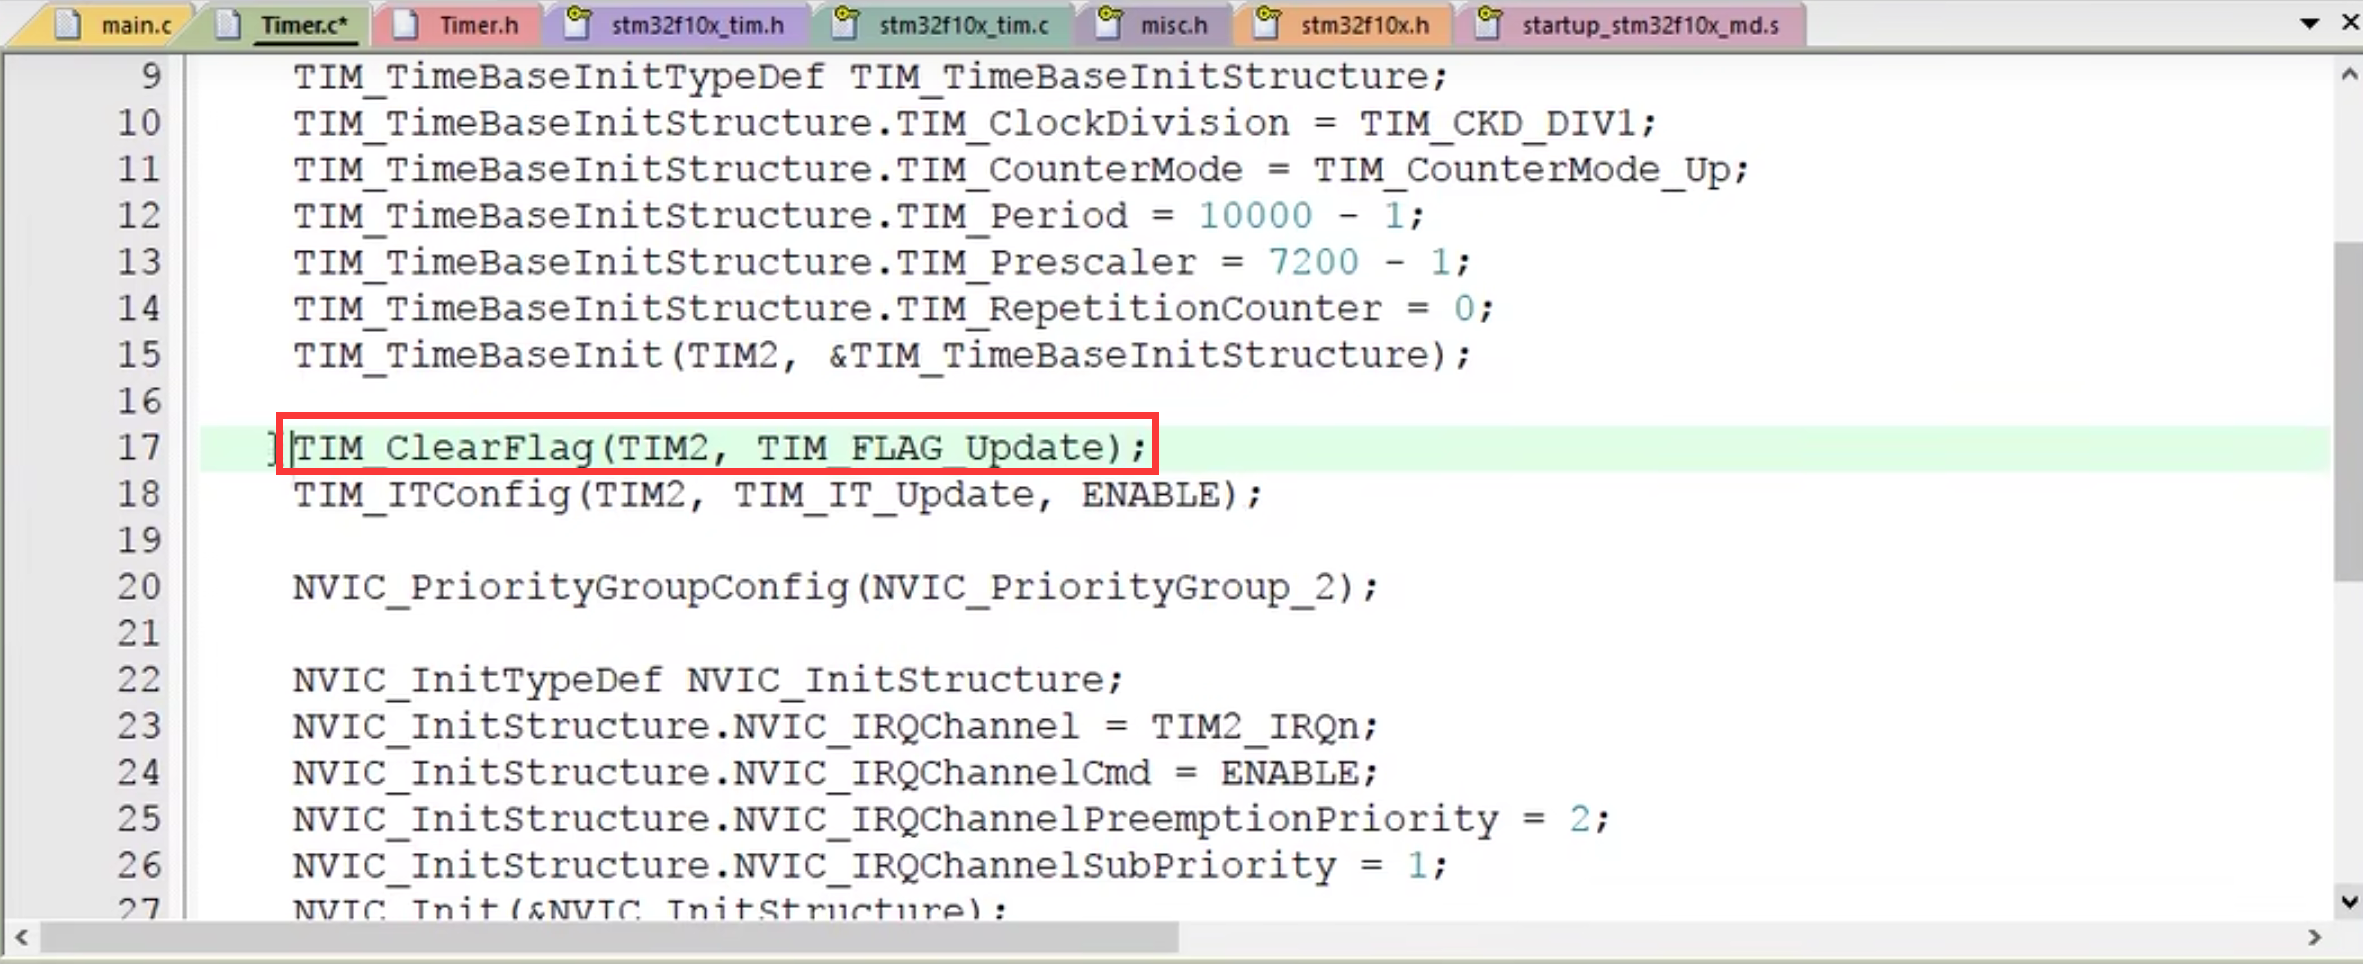 main.c Timer.c* Timer.h stm32f10x_tim.h stm32f10x_tim.c misc.h stm32f10x.h startup_stm32f10x_md.s
9 TIM_TimeBaseInitTypeDef TIM_TimeBaseInitStructure;
10 TIM_TimeBaseInitStructure.TIM_ClockDivision = TIM_CKD_DIV1;
11 TIM_TimeBaseInitStructure.TIM_CounterMode = TIM_CounterMode_Up;
12 TIM_TimeBaseInitStructure.TIM_Period = 10000 - 1;
13 TIM_TimeBaseInitStructure.TIM_Prescaler = 7200 - 1;
14 TIM_TimeBaseInitStructure.TIM_RepetitionCounter = 0;
15 TIM_TimeBaseInit(TIM2, &TIM_TimeBaseInitStructure);
16
17 TIM_ClearFlag(TIM2, TIM_FLAG_Update);
18 TIM_ITConfig(TIM2, TIM_IT_Update, ENABLE);
19
20 NVIC_PriorityGroupConfig(NVIC_PriorityGroup_2);
21
22 NVIC_InitTypeDef NVIC_InitStructure;
23 NVIC_InitStructure.NVIC_IRQChannel = TIM2_IRQn;
24 NVIC_InitStructure.NVIC_IRQChannelCmd = ENABLE;
25 NVIC_InitStructure.NVIC_IRQChannelPreemptionPriority = 2;
26 NVIC_InitStructure.NVIC_IRQChannelSubPriority = 1;
27 NVIC_Init(&NVIC_InitStructure);